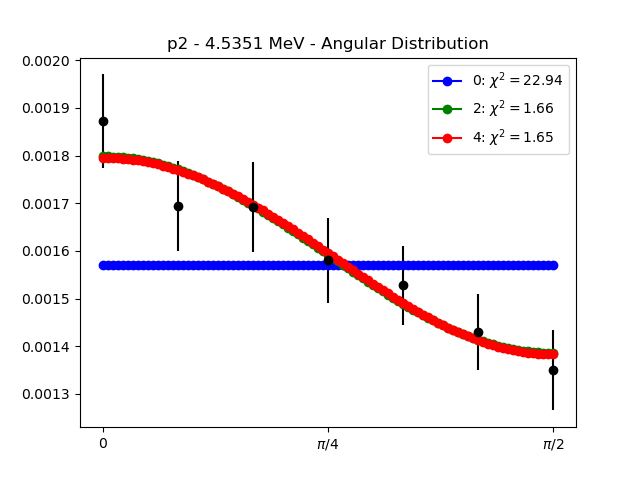 p2 - 4.5351 MeV - Angular Distribution
0.0020
0.0019
0.0018
0.0017
0.0016
0.0015
0.0014
0.0013
0: χ² = 22.94
2: χ² = 1.66
4: χ² = 1.65
0
π/4
π/2